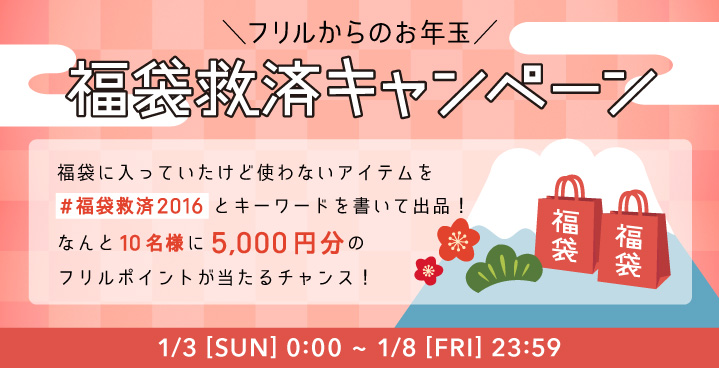 ＼フリルからのお年玉／
福袋救済キャンペーン
福袋に入っていたけど使わないアイテムを
#福袋救済2016 とキーワードを書いて出品！
なんと10名様に5,000円分の
フリルポイントが当たるチャンス！
福袋
福袋
1/3 [SUN] 0:00 ~ 1/8 [FRI] 23:59